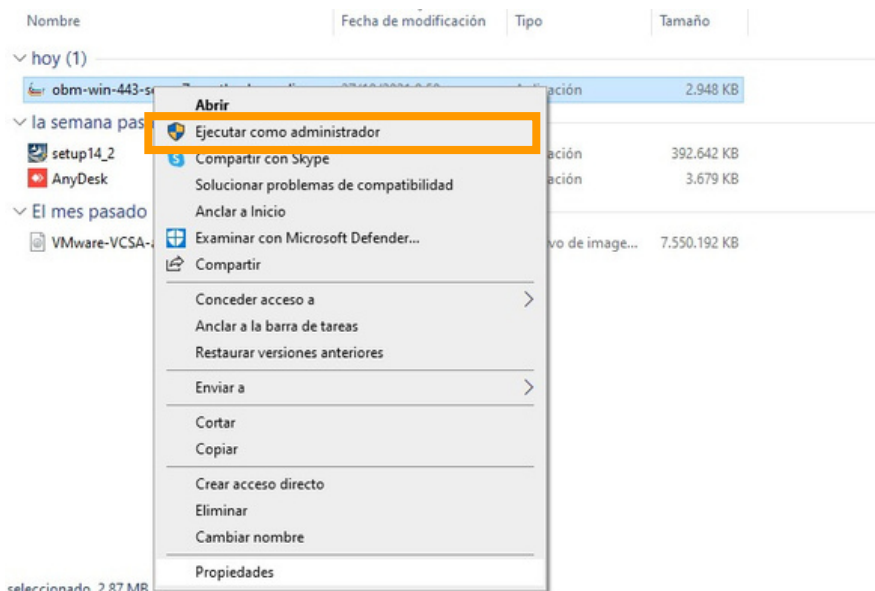 Nombre Fecha de modificación Tipo Tamaño
hoy (1)
obm-win-443-s 2.948 KB
Abrir
la semana pas
Ejecutar como administrador
setup14_2 392.642 KB
Compartir con Skype
AnyDesk 3.679 KB
Solucionar problemas de compatibilidad
El mes pasado
Anclar a Inicio
VMware-VCSA- vo de image... 7.550.192 KB
Examinar con Microsoft Defender...
Compartir
Conceder acceso a
Anclar a la barra de tareas
Restaurar versiones anteriores
Enviar a
Cortar
Copiar
Crear acceso directo
Eliminar
Cambiar nombre
Propiedades
seleccionado 2,87 MB